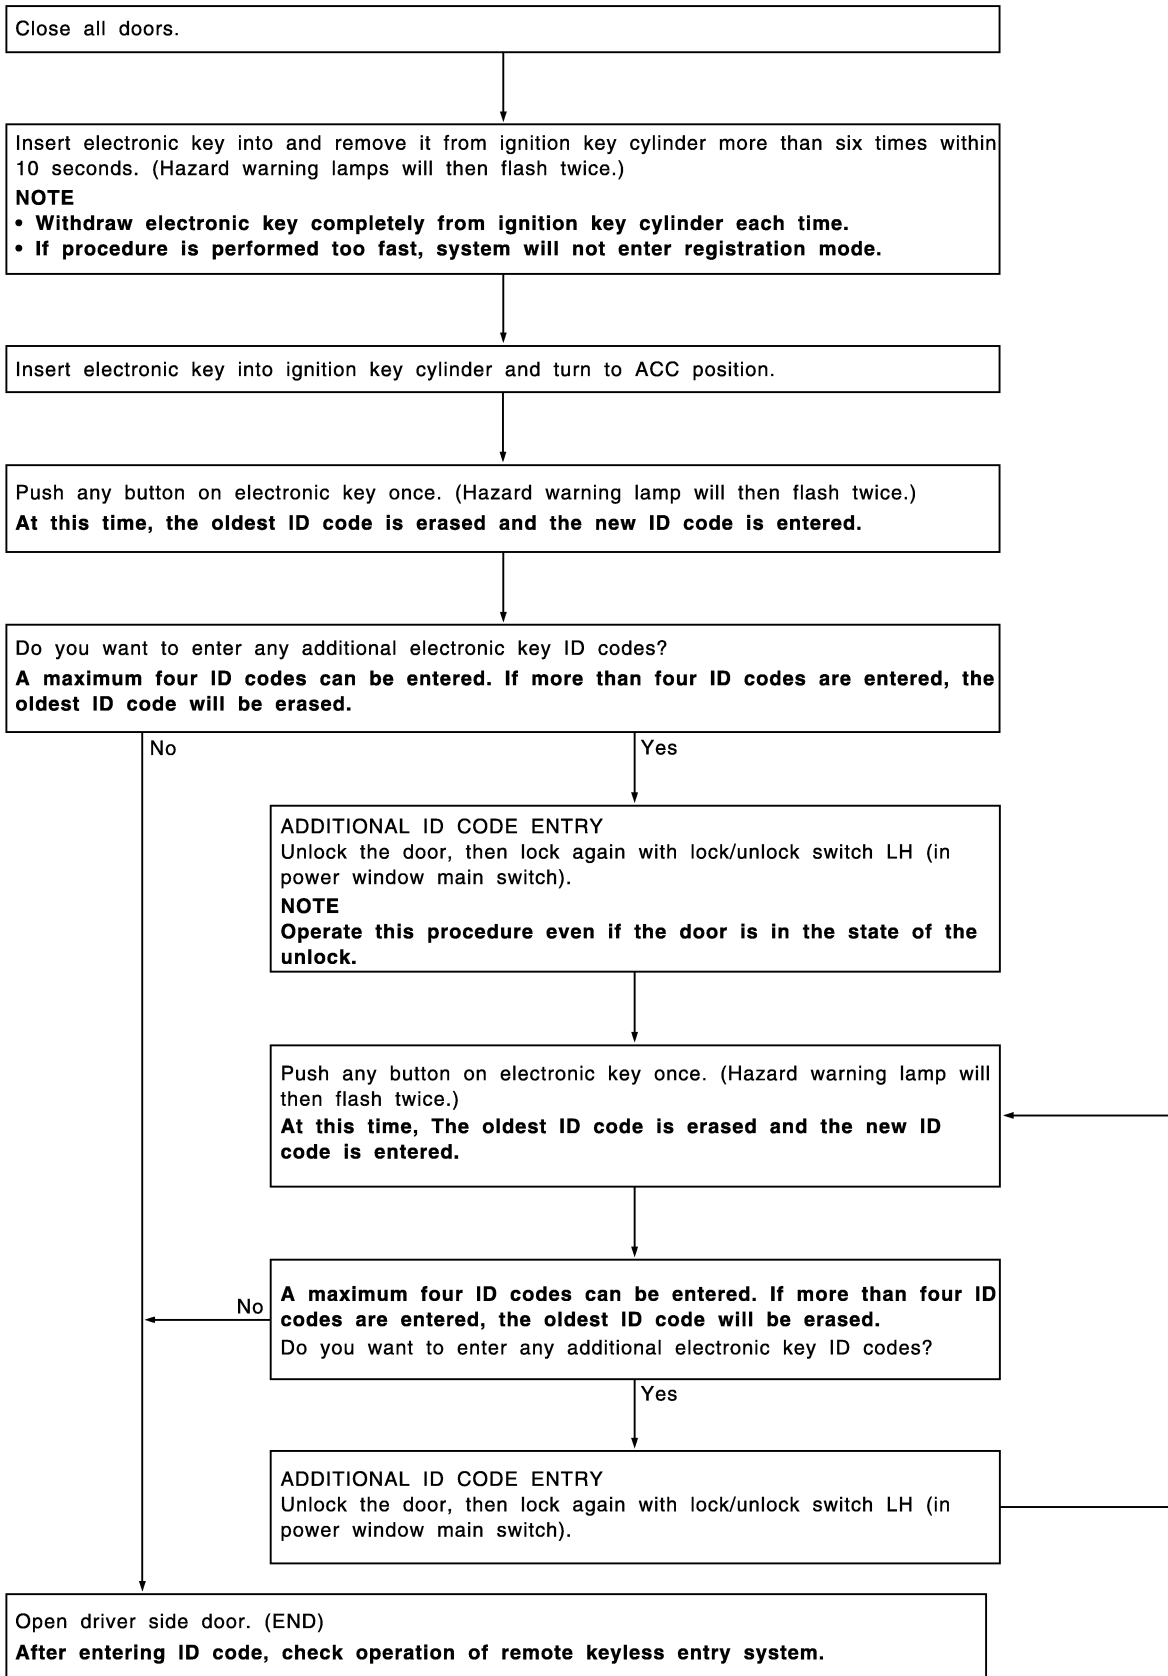 Close all doors.
Insert electronic key into and remove it from ignition key cylinder more than six times within
10 seconds. (Hazard warning lamps will then flash twice.)
NOTE
• Withdraw electronic key completely from ignition key cylinder each time.
• If procedure is performed too fast, system will not enter registration mode.
Insert electronic key into ignition key cylinder and turn to ACC position.
Push any button on electronic key once. (Hazard warning lamp will then flash twice.)
At this time, the oldest ID code is erased and the new ID code is entered.
Do you want to enter any additional electronic key ID codes?
A maximum four ID codes can be entered. If more than four ID codes are entered, the
oldest ID code will be erased.
No
Yes
ADDITIONAL ID CODE ENTRY
Unlock the door, then lock again with lock/unlock switch LH (in
power window main switch).
NOTE
Operate this procedure even if the door is in the state of the
unlock.
Push any button on electronic key once. (Hazard warning lamp will
then flash twice.)
At this time, The oldest ID code is erased and the new ID
code is entered.
A maximum four ID codes can be entered. If more than four ID
codes are entered, the oldest ID code will be erased.
Do you want to enter any additional electronic key ID codes?
No
Yes
ADDITIONAL ID CODE ENTRY
Unlock the door, then lock again with lock/unlock switch LH (in
power window main switch).
Open driver side door. (END)
After entering ID code, check operation of remote keyless entry system.